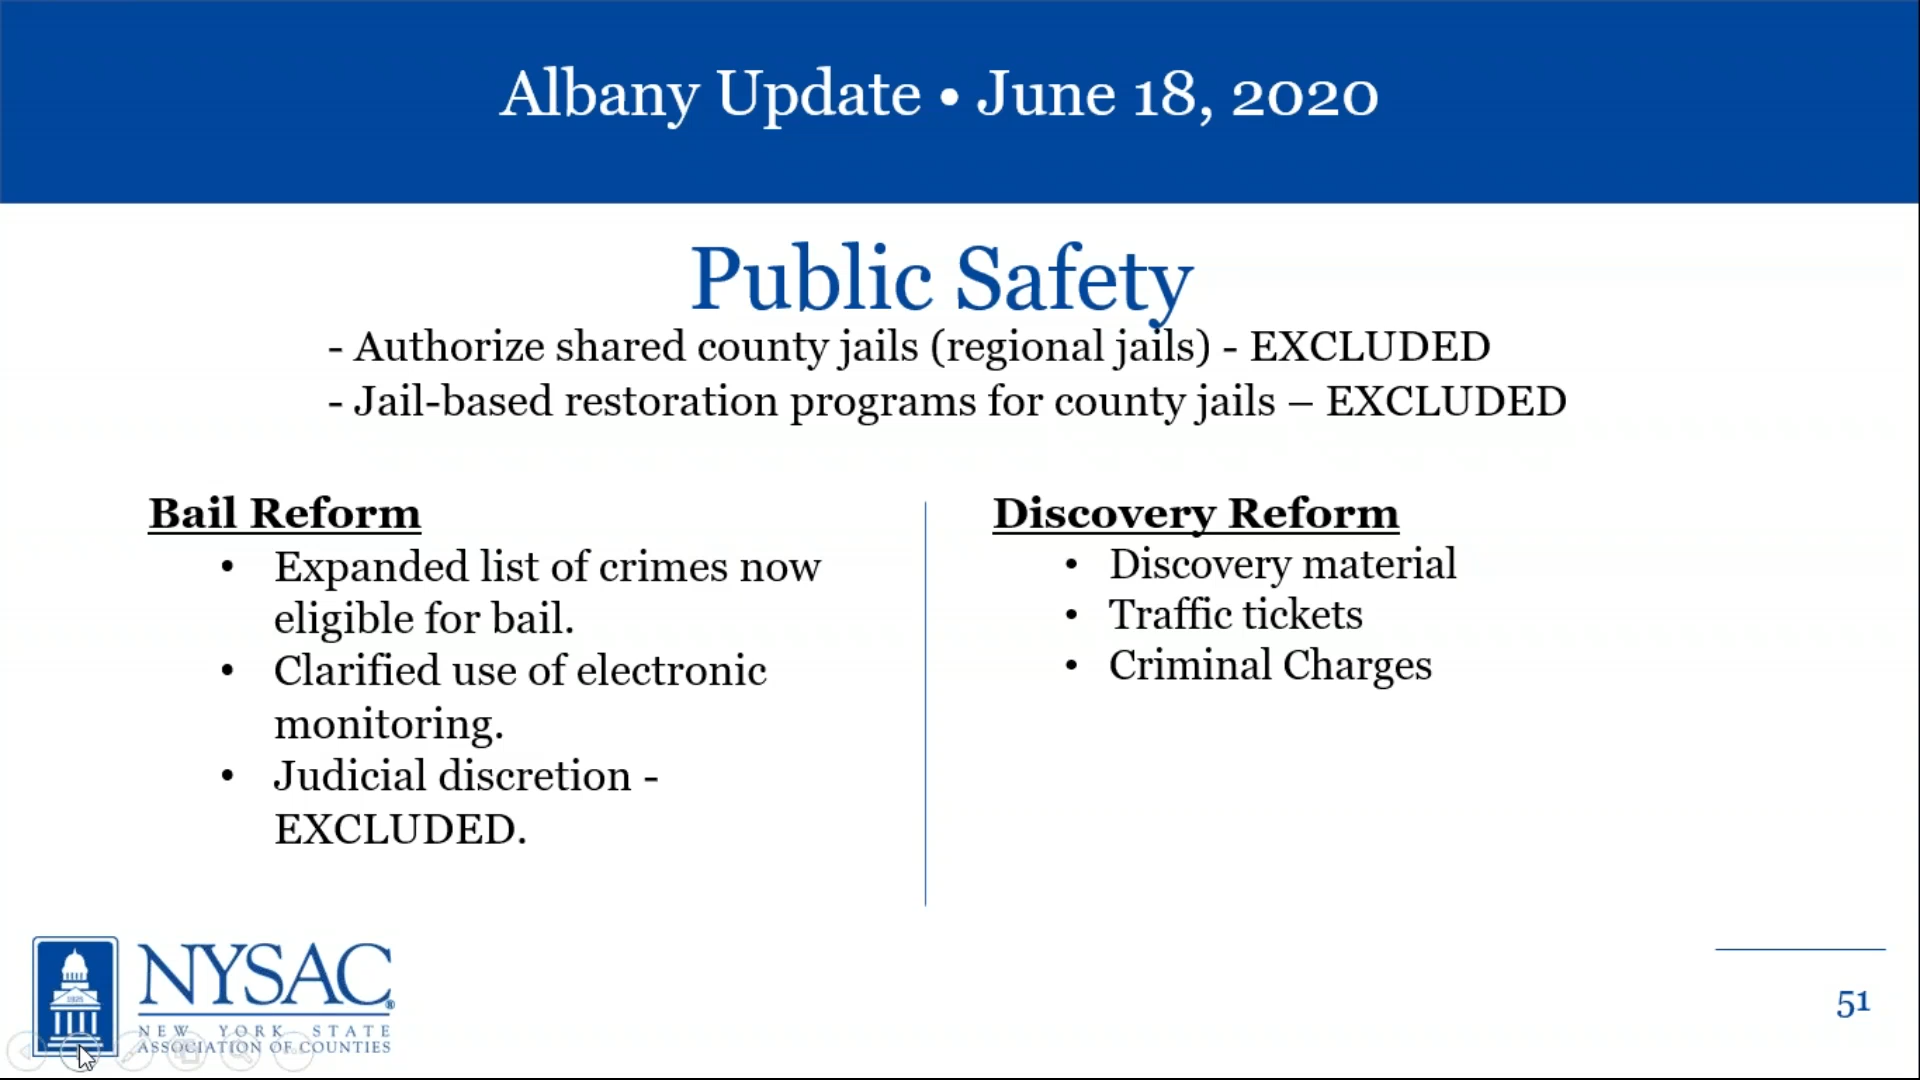 Albany Update • June 18, 2020
Public Safety
- Authorize shared county jails (regional jails) - EXCLUDED
- Jail-based restoration programs for county jails – EXCLUDED
Bail Reform
• Expanded list of crimes now
eligible for bail.
• Clarified use of electronic
monitoring.
• Judicial discretion -
EXCLUDED.
Discovery Reform
• Discovery material
• Traffic tickets
• Criminal Charges
1925
NYSAC®
NEW YORK STATE
ASSOCIATION OF COUNTIES
51